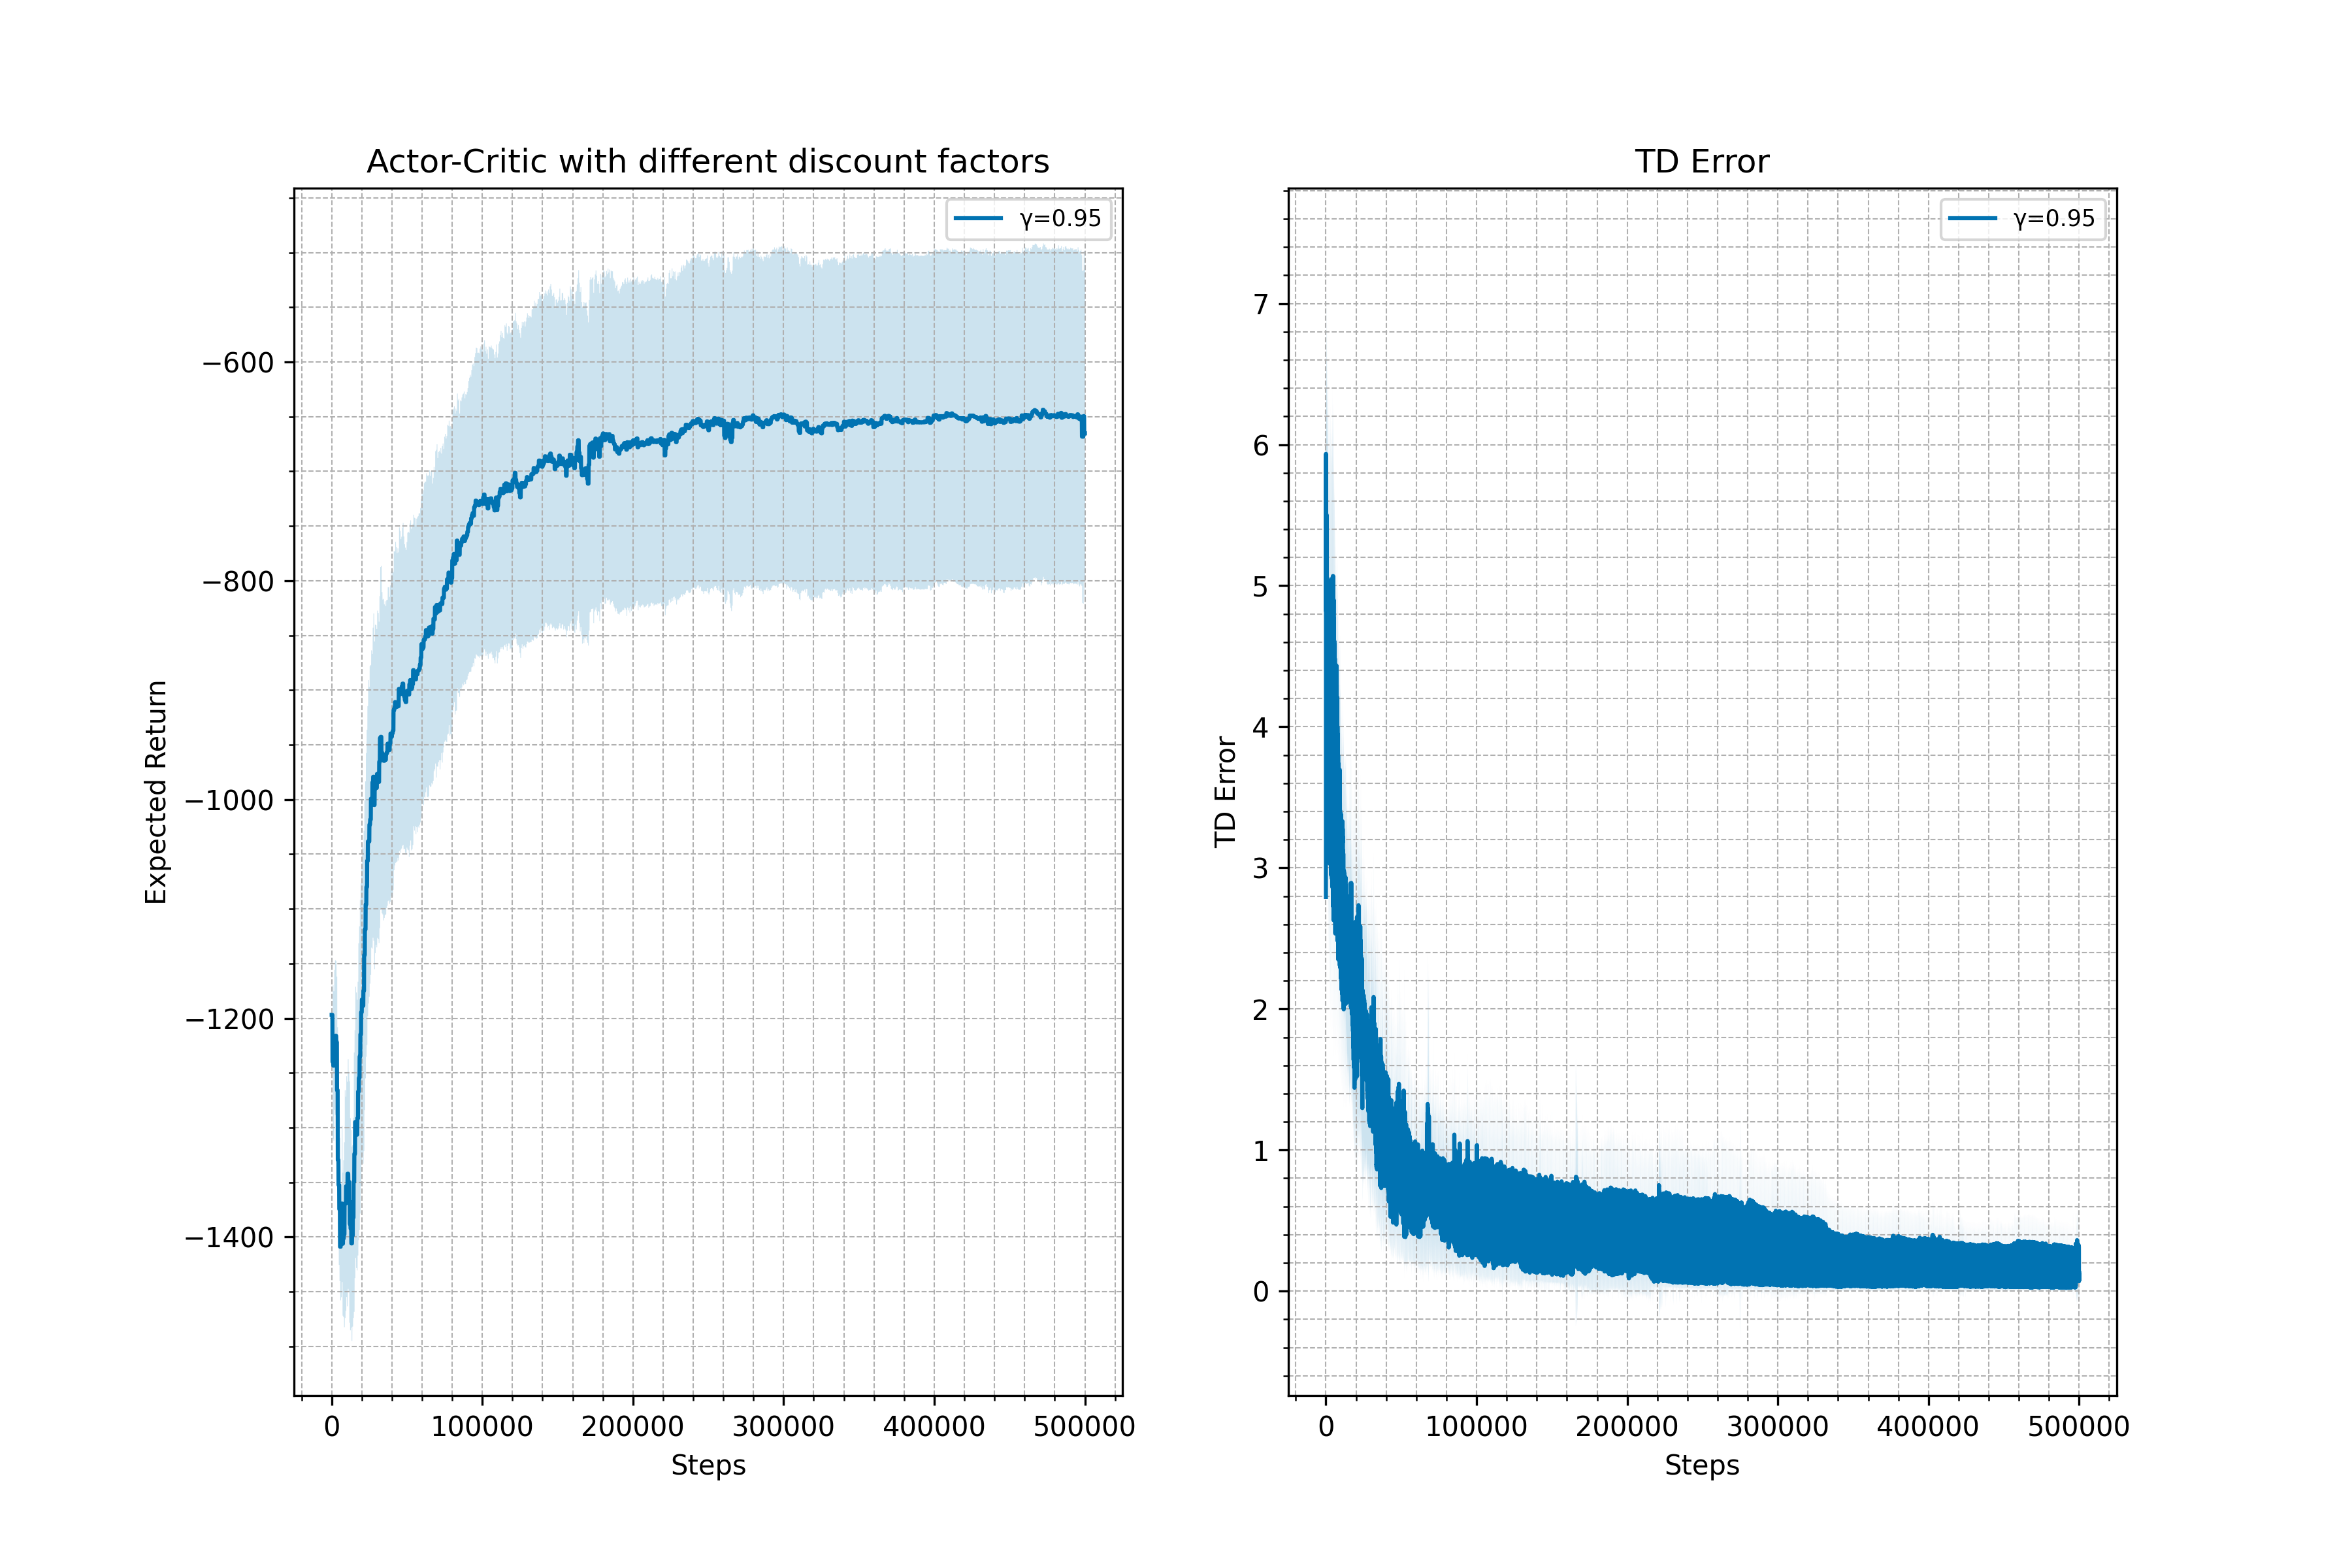 Actor-Critic with different discount factors
γ=0.95
Expected Return
−600
−800
−1000
−1200
−1400
0 100000 200000 300000 400000 500000
Steps
TD Error
γ=0.95
TD Error
7
6
5
4
3
2
1
0
0 100000 200000 300000 400000 500000
Steps